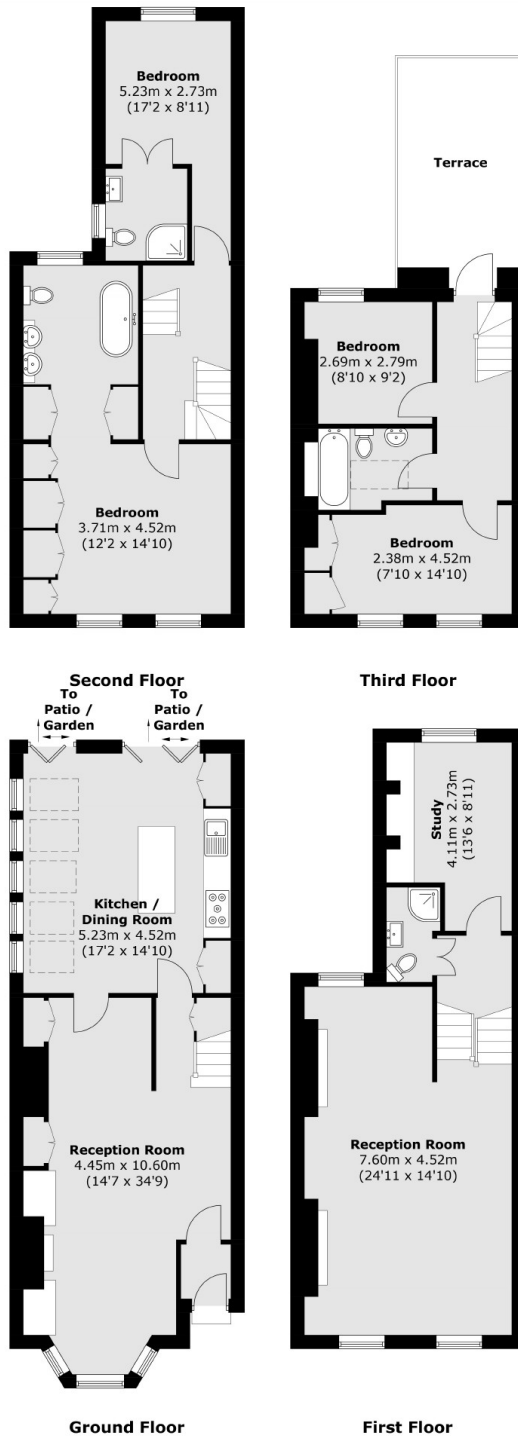 Bedroom
5.23m x 2.73m
(17'2 x 8'11)
Bedroom
3.71m x 4.52m
(12'2 x 14'10)
Second Floor
Terrace
Bedroom
2.69m x 2.79m
(8'10 x 9'2)
Bedroom
2.38m x 4.52m
(7'10 x 14'10)
Third Floor
To
Patio /
Garden
To
Patio /
Garden
Kitchen /
Dining Room
5.23m x 4.52m
(17'2 x 14'10)
Reception Room
4.45m x 10.60m
(14'7 x 34'9)
Ground Floor
Study
4.11m x 2.73m
(13'6 x 8'11)
Reception Room
7.60m x 4.52m
(24'11 x 14'10)
First Floor